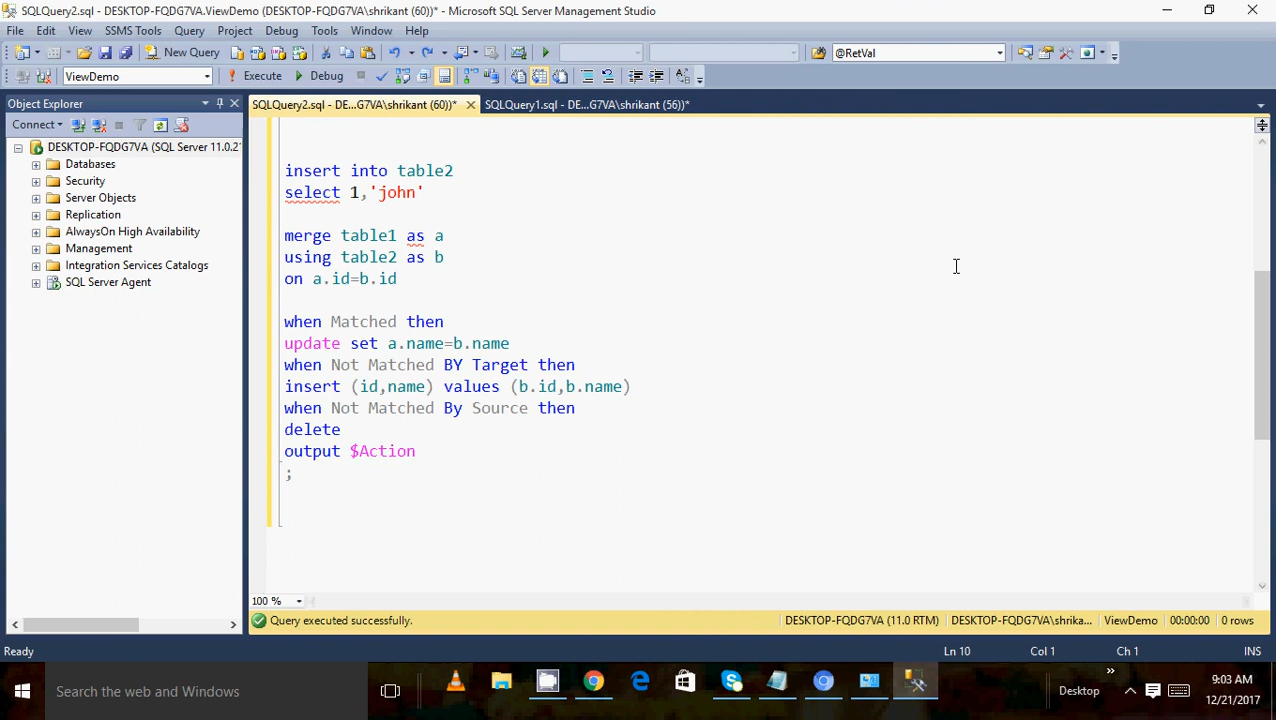 SQLQuery2.sql - DESKTOP-FQDG7VA.ViewDemo (DESKTOP-FQDG7VA\shrikant (60))* - Microsoft SQL Server Management Studio
File Edit View Query Project Debug SSMS Tools Tools Window Help
New Query @RetVal
ViewDemo Execute Debug
Object Explorer
SQLQuery2.sql - DE...G7VA\shrikant (60))*
SQLQuery1.sql - DE...G7VA\shrikant (56))*
Connect
DESKTOP-FQDG7VA (SQL Server 11.0.2
Databases
Security
Server Objects
Replication
AlwaysOn High Availability
Management
Integration Services Catalogs
SQL Server Agent
insert into table2
select 1,'john'
merge table1 as a
using table2 as b
on a.id=b.id
when Matched then
update set a.name=b.name
when Not Matched BY Target then
insert (id,name) values (b.id,b.name)
when Not Matched By Source then
delete
output $Action
;
100 %
Query executed successfully.
DESKTOP-FQDG7VA (11.0 RTM) DESKTOP-FQDG7VA\shrika... ViewDemo 00:00:00 0 rows
Ready Ln 10 Col 1 Ch 1 INS
Search the web and Windows
Desktop
9:03 AM
12/21/2017